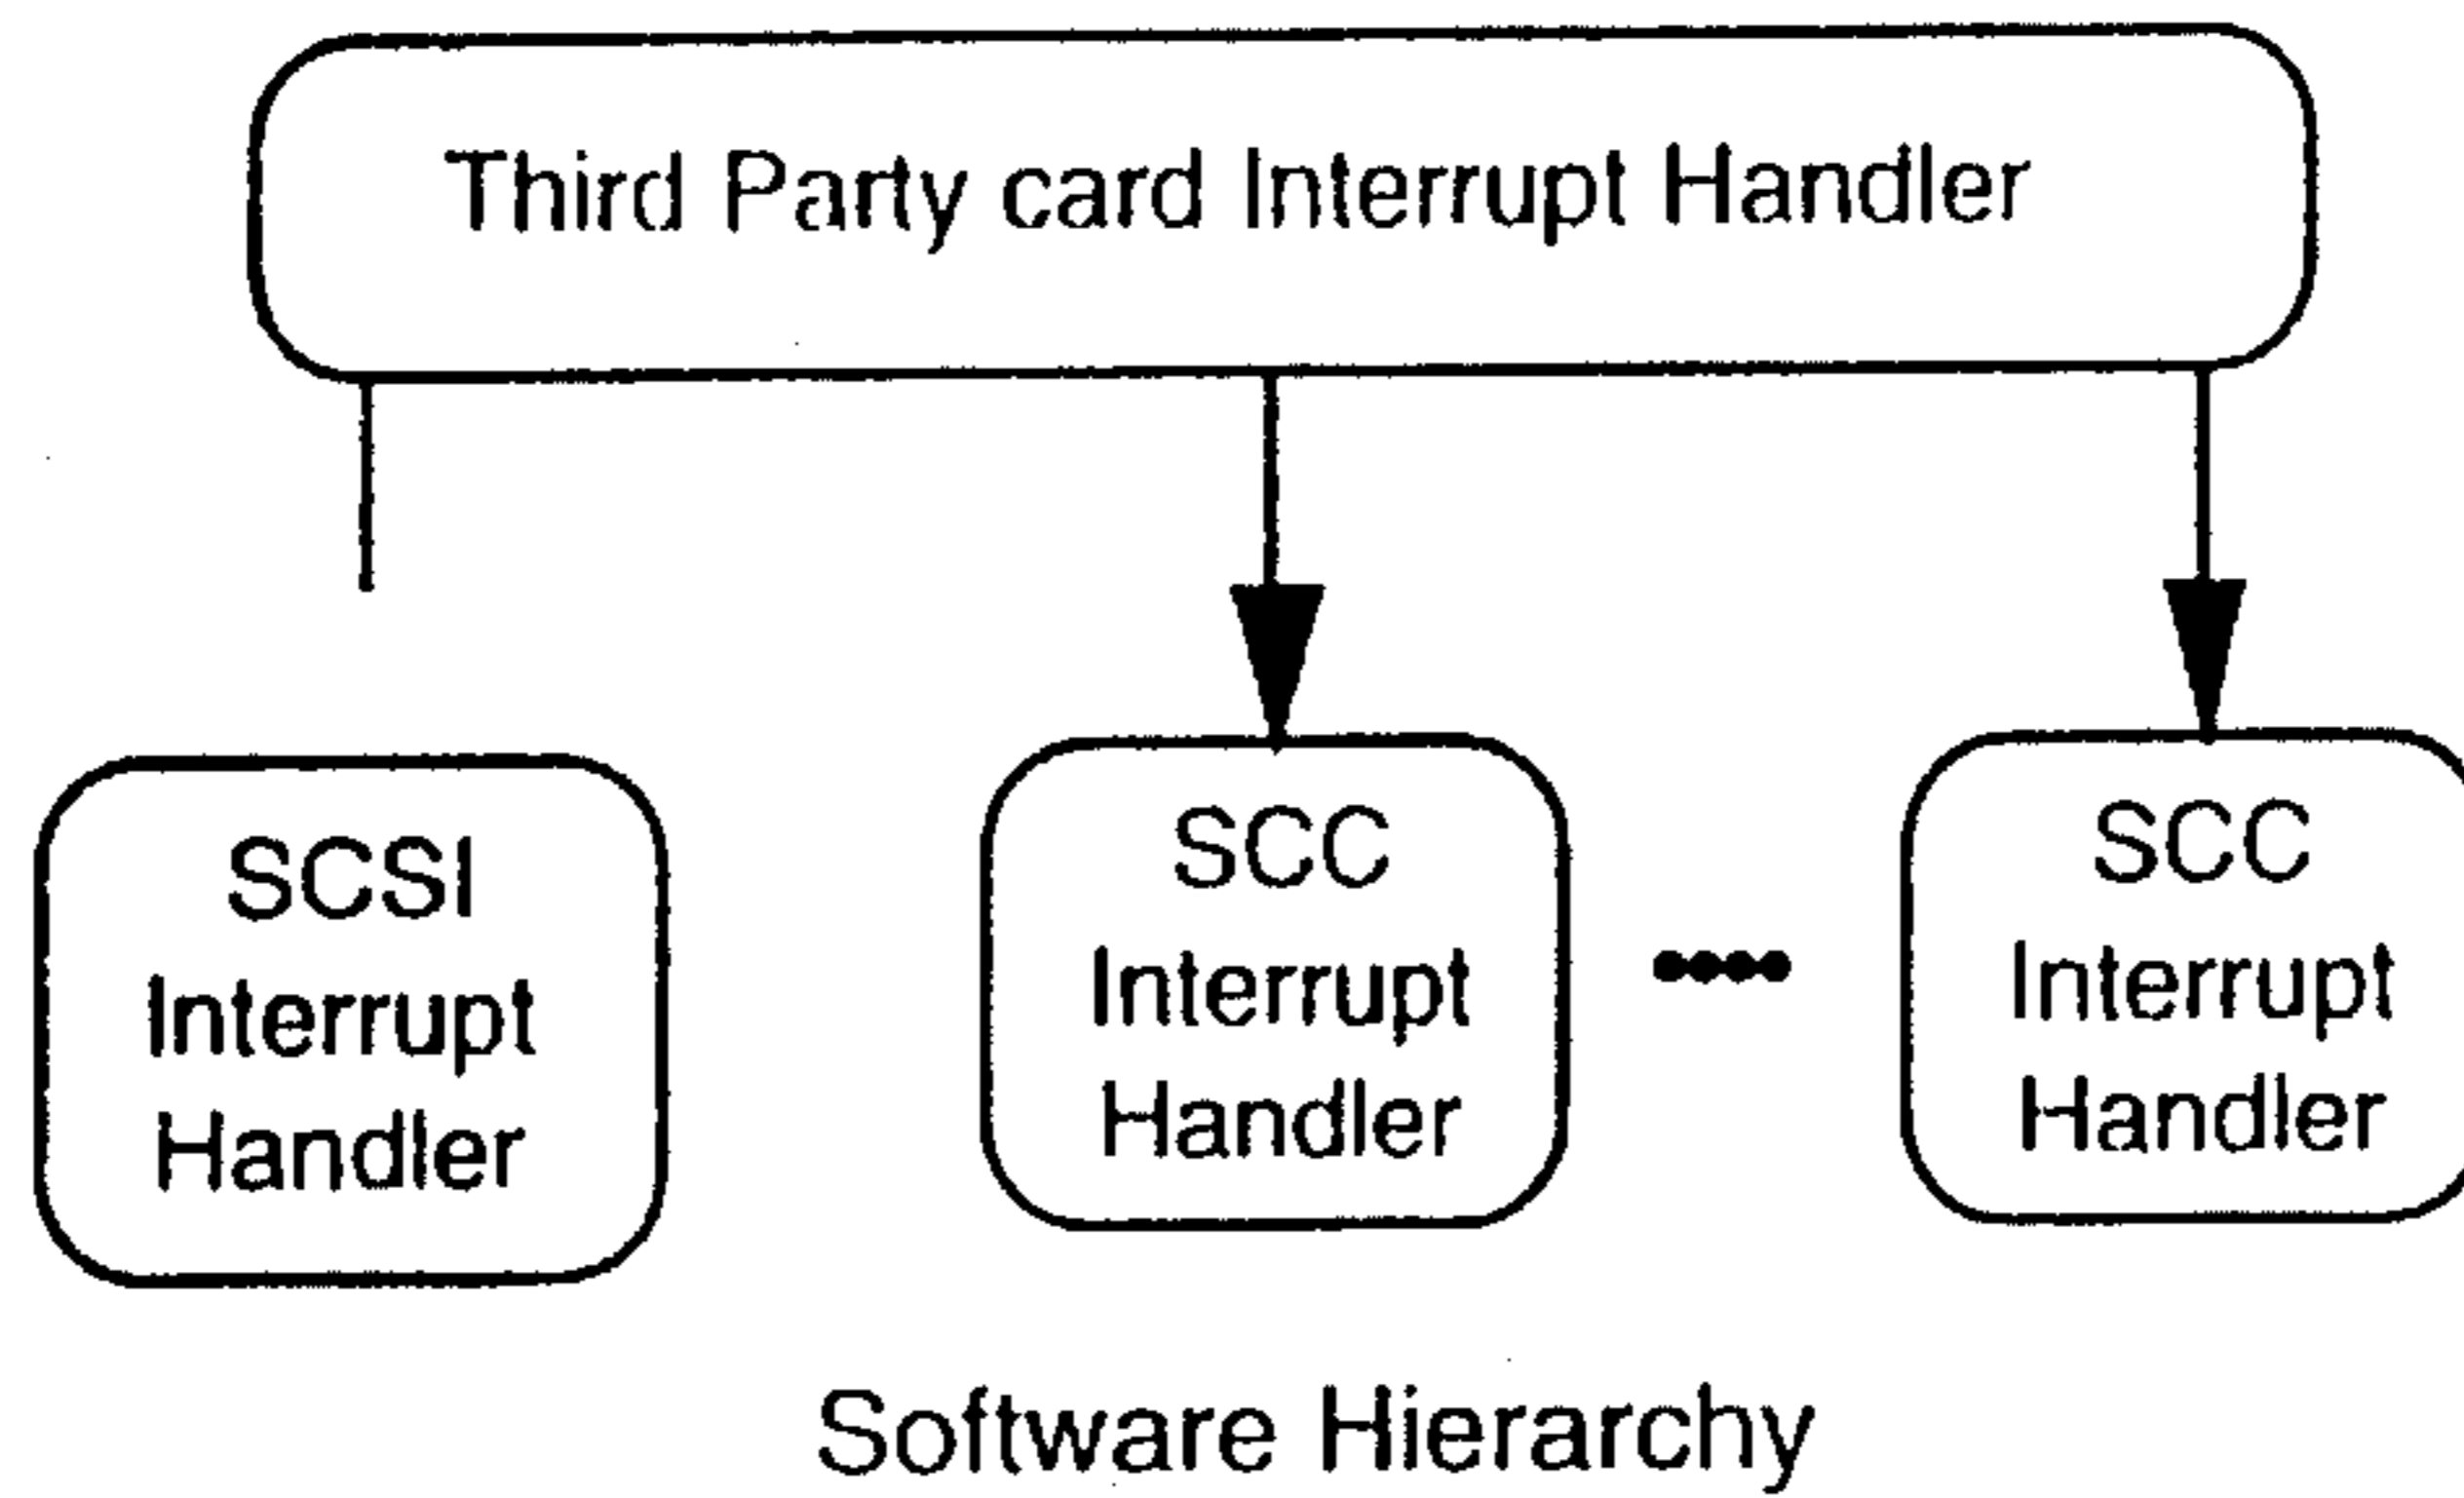 Third Party card Interrupt Handler
SCSI
Interrupt
Handler
SCC
Interrupt
Handler
SCC
Interrupt
Handler
Software Hierarchy